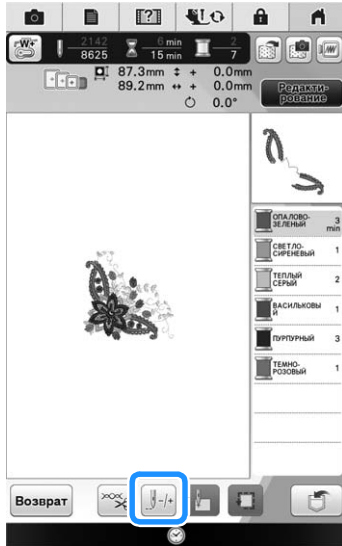 [?]
W+
2142
8625
6 min
15 min
2
7
87.3mm ↕ + 0.0mm
89.2mm ↔ + 0.0mm
0.0°
Редакти-
рование
ОПАЛОВО-
ЗЕЛЕНЫЙ
3
min
СВЕТЛО-
СИРЕНЕВЫЙ
1
ТЕПЛЫЙ
СЕРЫЙ
2
ВАСИЛЬКОВЫ
Й
1
ПУРПУРНЫЙ
3
ТЕМНО-
РОЗОВЫЙ
1
Возврат
-/+